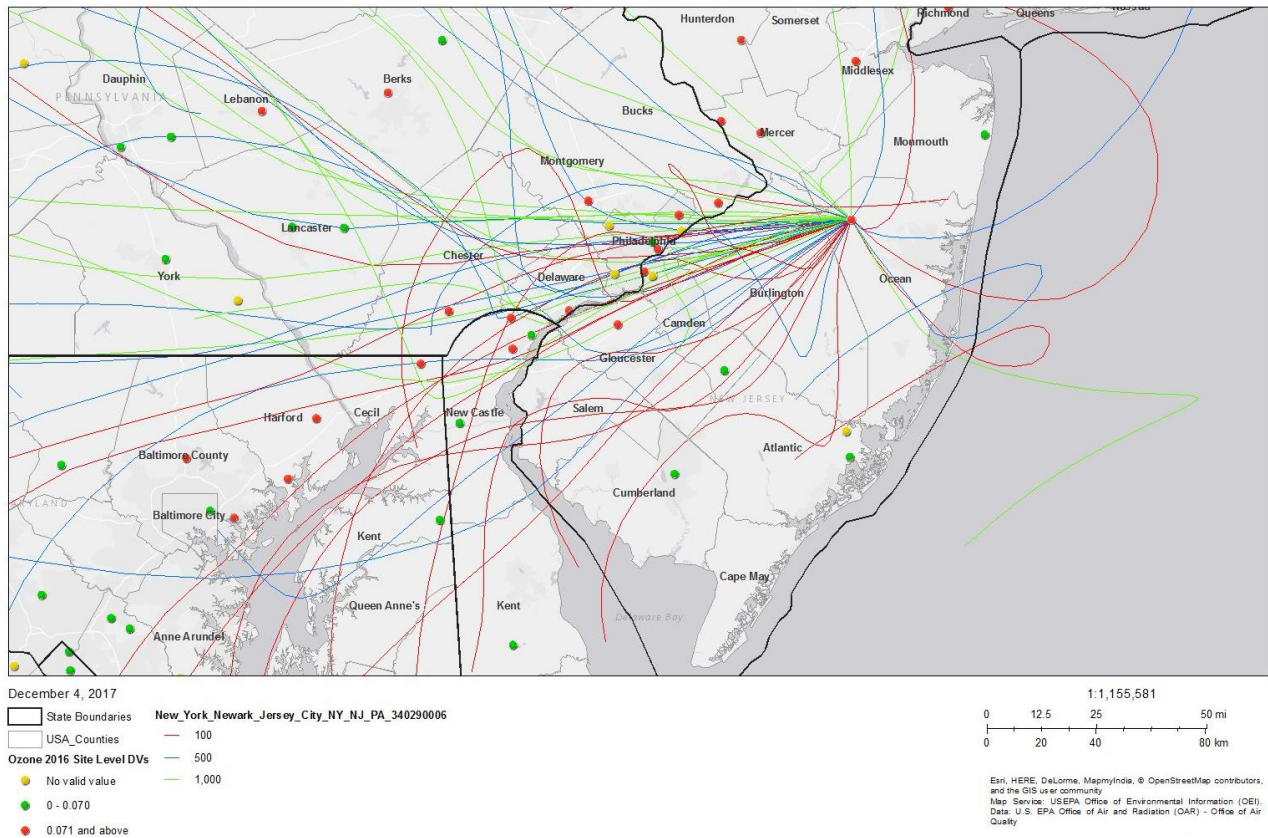 Hunterdon
Somerset
Richmond
Queens
Dauphin
PENNSYLVANIA
Lebanon
Berks
Bucks
Middlesex
Mercer
Monmouth
Montgomery
Lancaster
Philadelphia
York
Chester
Delaware
Burlington
Ocean
Camden
Gloucester
NEW JERSEY
Harford
Cecil
New Castle
Salem
Baltimore County
Atlantic
Cumberland
Baltimore City
Kent
Cape May
Queen Anne's
Kent
Delaware Bay
Anne Arundel
December 4, 2017
State Boundaries
USA_Counties
Ozone 2016 Site Level DVs
No valid value
0 - 0.070
0.071 and above
New_York_Newark_Jersey_City_NY_NJ_PA_340290006
100
500
1,000
1:1,155,581
0 12.5 25 50 mi
0 20 40 80 km
Esri, HERE, DeLorme, MapmyIndia, © OpenStreetMap contributors,
and the GIS user community
Map Service: USEPA Office of Environmental Information (OEI).
Data: U.S. EPA Office of Air and Radiation (OAR) - Office of Air
Quality